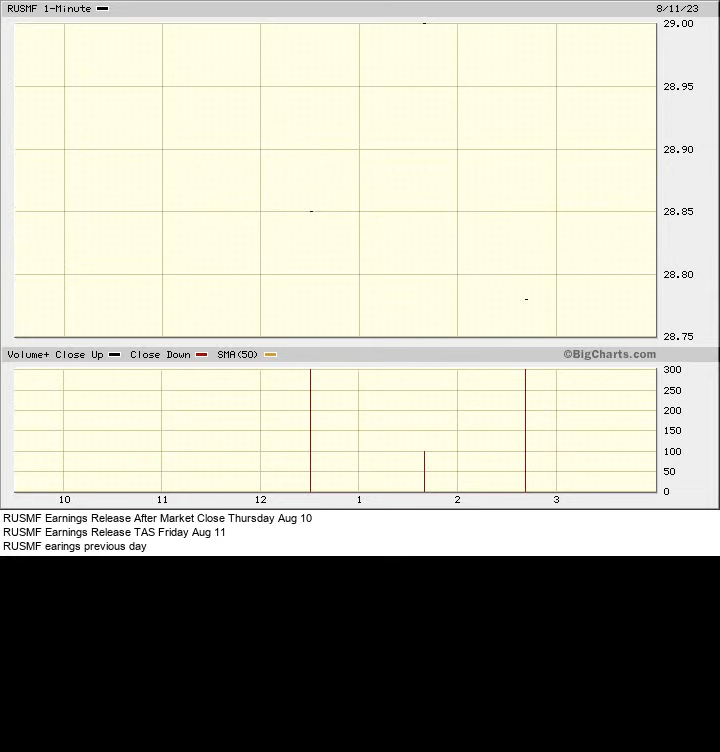 RUSMF 1-Minute 8/11/23
29.00
28.95
28.90
28.85
28.80
28.75
Volume+ Close Up Close Down SMA(50) ©BigCharts.com
300
250
200
150
100
50
0
10 11 12 1 2 3
RUSMF Earnings Release After Market Close Thursday Aug 10
RUSMF Earnings Release TAS Friday Aug 11
RUSMF earings previous day